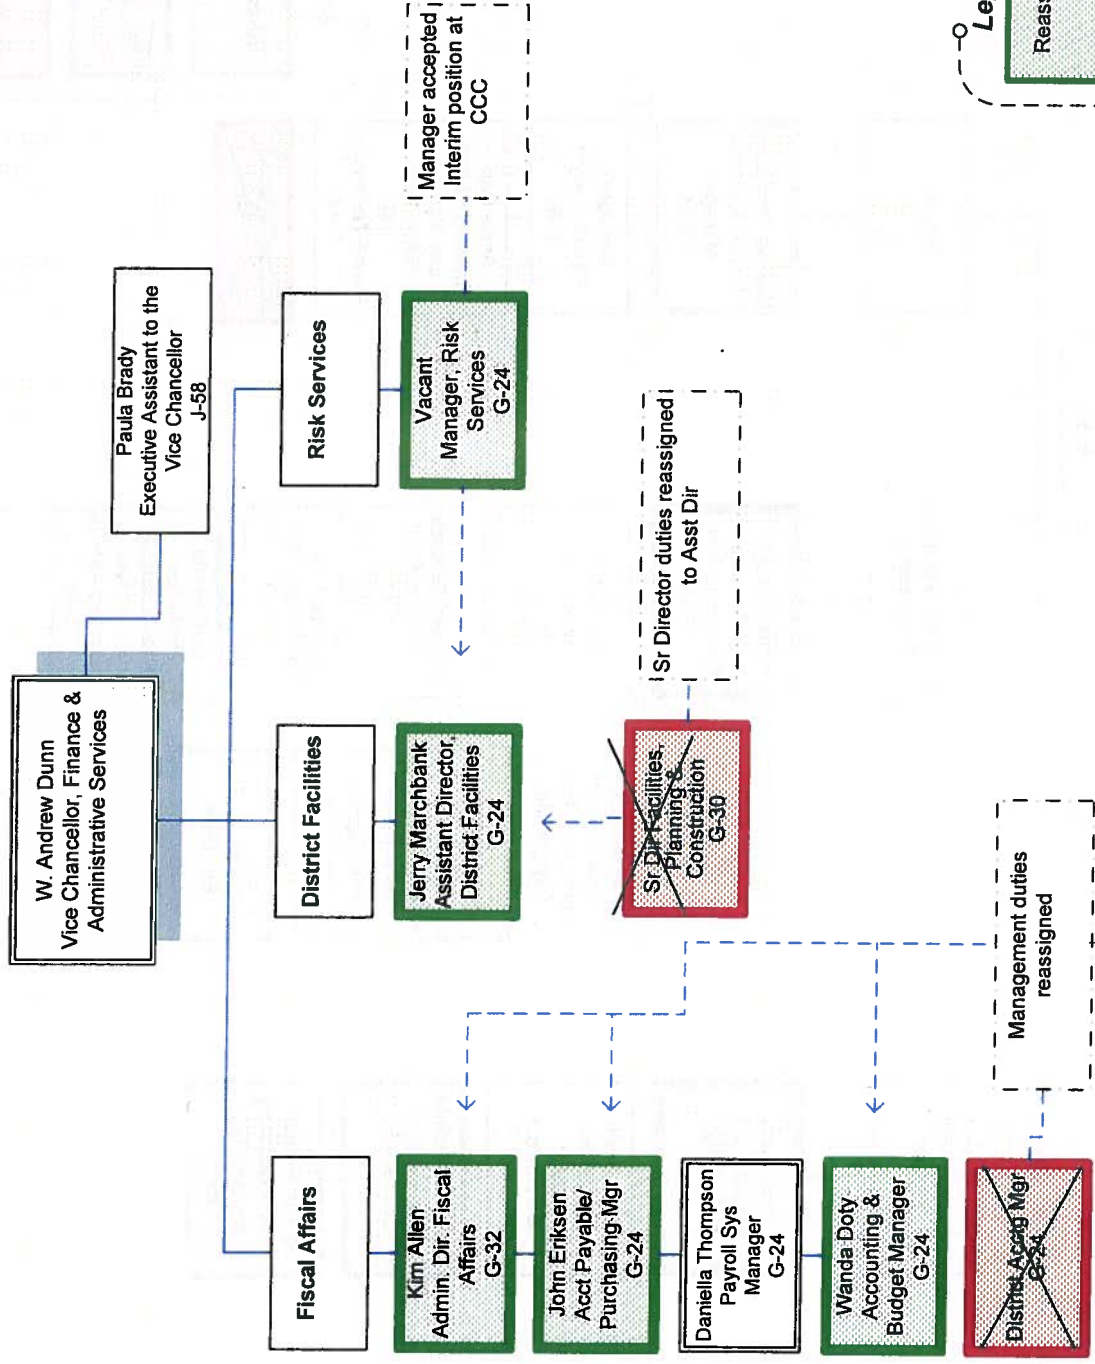 W. Andrew Dunn
Vice Chancellor, Finance &
Administrative Services
Paula Brady
Executive Assistant to the
Vice Chancellor
J-58
Fiscal Affairs
Kim Allen
Admin. Dir. Fiscal
Affairs
G-32
John Eriksen
Acct Payable/
Purchasing Mgr
G-24
Daniella Thompson
Payroll Sys
Manager
G-24
Wanda Doty
Accounting &
Budget Manager
G-24
District Acctg Mgr
G-24
Management duties
reassigned
District Facilities
Jerry Marchbank
Assistant Director,
District Facilities
G-24
Sr Dir Facilities,
Planning &
Construction
G-30
Sr Director duties reassigned
to Asst Dir
Risk Services
Vacant
Manager, Risk
Services
G-24
Manager accepted
Interim position at
CCC
Le
Reass